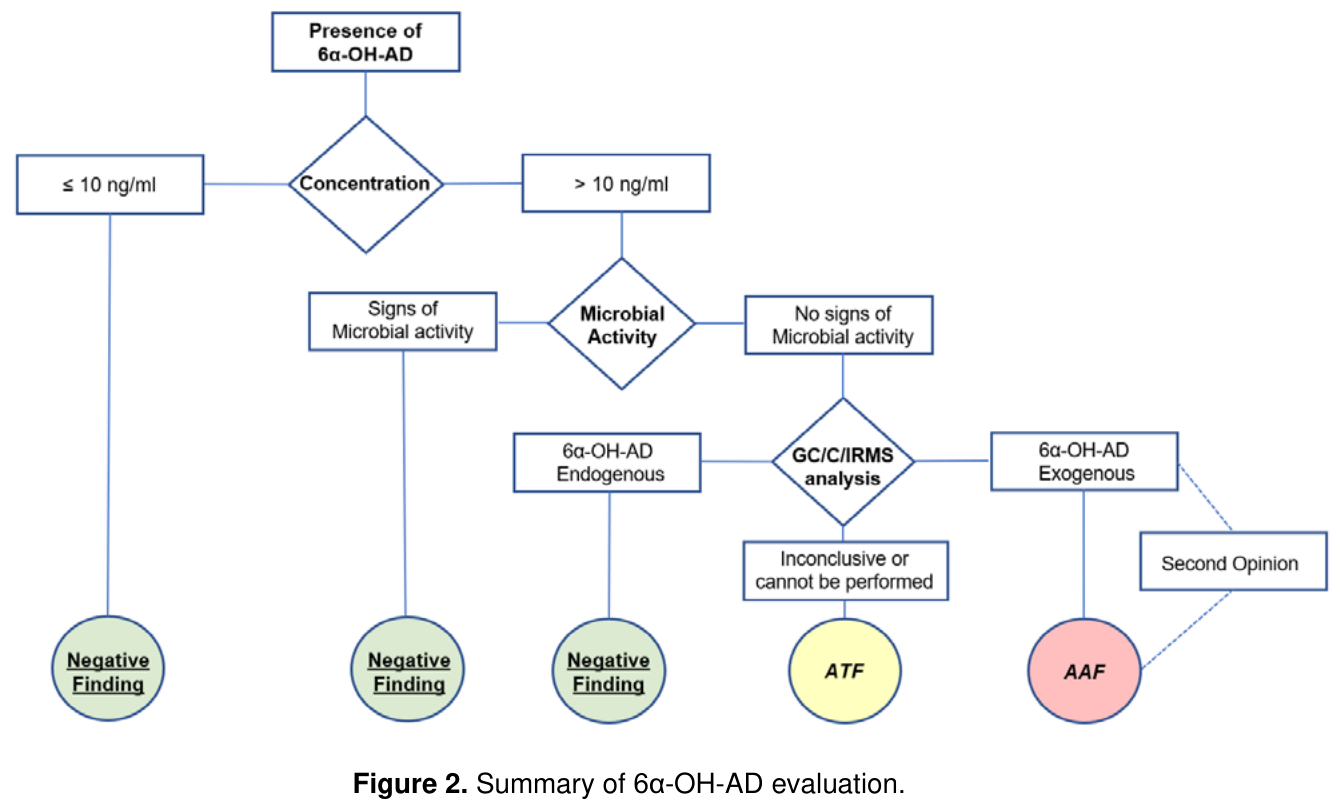 Presence of
6α-OH-AD
≤ 10 ng/ml
Concentration
> 10 ng/ml
Signs of
Microbial activity
Microbial
Activity
No signs of
Microbial activity
6α-OH-AD
Endogenous
GC/C/IRMS
analysis
6α-OH-AD
Exogenous
Inconclusive or
cannot be performed
Second Opinion
Negative
Finding
Negative
Finding
Negative
Finding
ATF
AAF
Figure 2. Summary of 6α-OH-AD evaluation.